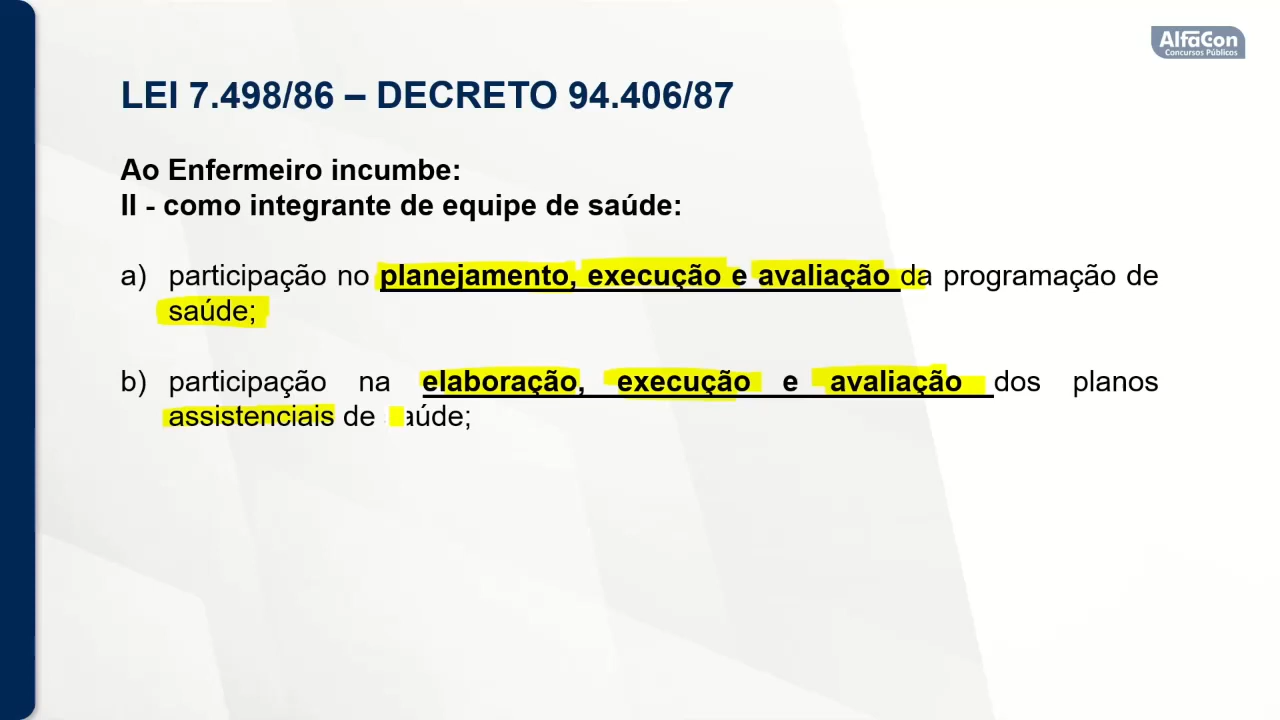 AlfaCon
Concursos Públicos
LEI 7.498/86 – DECRETO 94.406/87
Ao Enfermeiro incumbe:
II - como integrante de equipe de saúde:
a) participação no planejamento, execução e avaliação da programação de
saúde;
b) participação na elaboração, execução e avaliação dos planos
assistenciais de saúde;